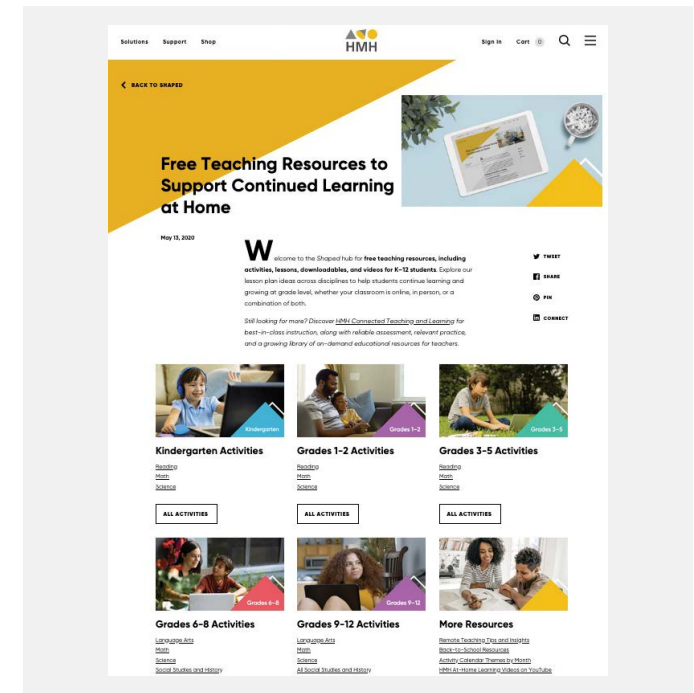 Solutions Support Shop
HMH
Sign In Cart 0
BACK TO SHAPED
Free Teaching Resources to
Support Continued Learning
at Home
May 13, 2020
Welcome to the Shaped hub for free teaching resources, including
activities, lessons, downloadables, and videos for K–12 students. Explore our
lesson plan ideas across disciplines to help students continue learning and
growing at grade level, whether your classroom is online, in person, or a
combination of both.
Still looking for more? Discover HMH Connected Teaching and Learning for
best-in-class instruction, along with reliable assessment, relevant practice,
and a growing library of on-demand educational resources for teachers.
TWEET
SHARE
PIN
CONNECT
Kindergarten
Grades 1–2
Grades 3–5
Kindergarten Activities
Reading
Math
Science
ALL ACTIVITIES
Grades 1-2 Activities
Reading
Math
Science
ALL ACTIVITIES
Grades 3-5 Activities
Reading
Math
Science
ALL ACTIVITIES
Grades 6–8
Grades 9–12
Grades 6-8 Activities
Language Arts
Math
Science
Social Studies and History
Grades 9-12 Activities
Language Arts
Math
Science
All Social Studies and History
More Resources
Remote Teaching Tips and Insights
Back-to-School Resources
Activity Calendar Themes by Month
HMH At-Home Learning Videos on YouTube